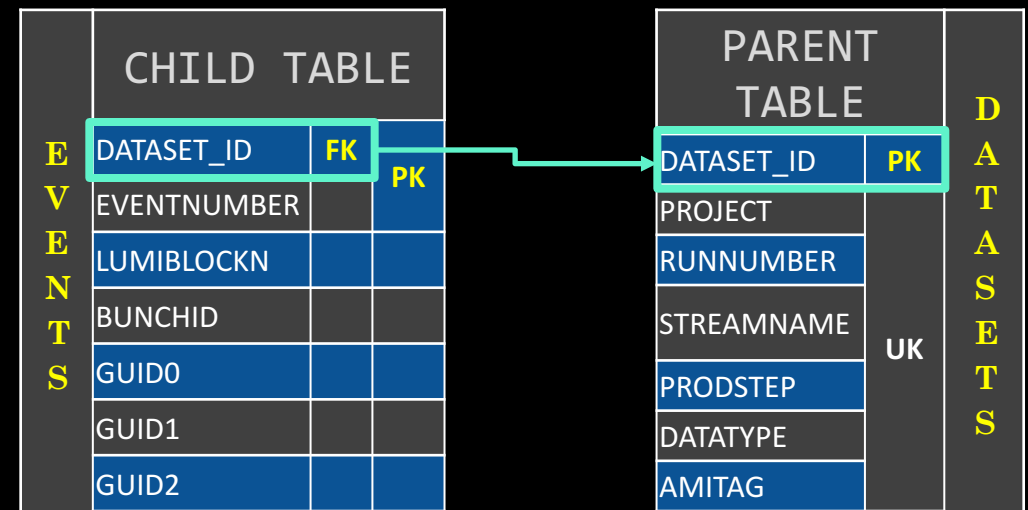 EVENTS
CHILD TABLE
DATASET_ID FK PK
EVENTNUMBER
LUMIBLOCKN
BUNCHID
GUID0
GUID1
GUID2
PARENT
TABLE
DATASET_ID PK
PROJECT
RUNNUMBER
STREAMNAME
UK
PRODSTEP
DATATYPE
AMITAG
DATASETS